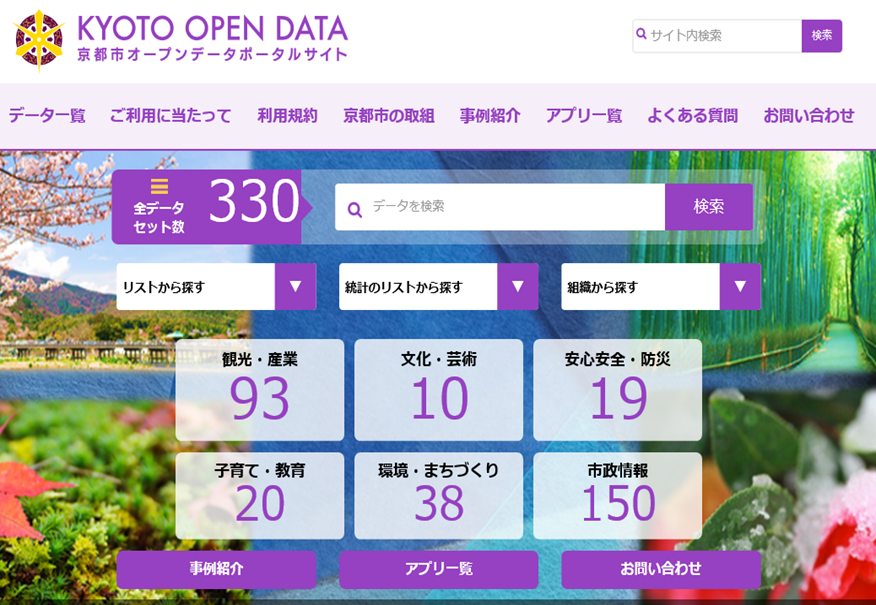 KYOTO OPEN DATA
京都市オープンデータポータルサイト
サイト内検索
検索
データ一覧 ご利用に当たって 利用規約 京都市の取組 事例紹介 アプリ一覧 よくある質問 お問い合わせ
全データ
セット数
330
データを検索
検索
リストから探す ▼ 統計のリストから探す ▼ 組織から探す ▼
観光・産業 文化・芸術 安心安全・防災
93 10 19
子育て・教育 環境・まちづくり 市政情報
20 38 150
事例紹介 アプリ一覧 お問い合わせ